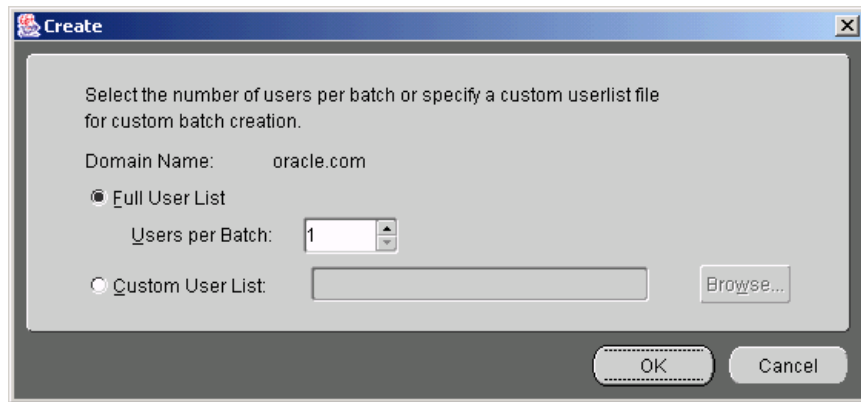 Create
Select the number of users per batch or specify a custom userlist file
for custom batch creation.
Domain Name: oracle.com
Full User List
Users per Batch: 1
Custom User List: Browse...
OK Cancel